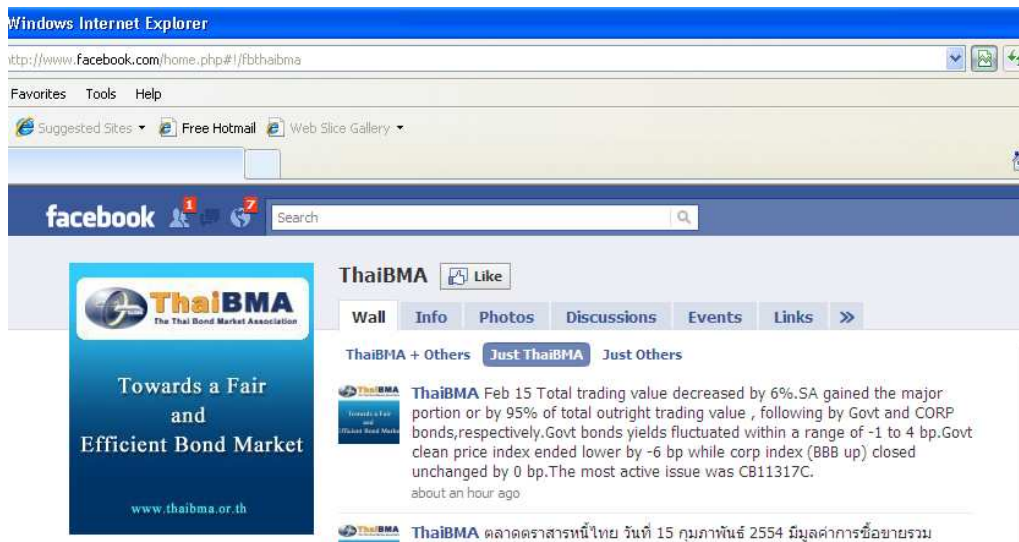 Windows Internet Explorer
http://www.facebook.com/home.php#!/fbthaibma
Favorites Tools Help
Suggested Sites Free Hotmail Web Slice Gallery
facebook 1 7 Search
ThaiBMA Like
ThaiBMA
The Thai Bond Market Association
Towards a Fair
and
Efficient Bond Market
www.thaibma.or.th
Wall Info Photos Discussions Events Links »
ThaiBMA + Others Just ThaiBMA Just Others
ThaiBMA Feb 15 Total trading value decreased by 6%.SA gained the major
portion or by 95% of total outright trading value , following by Govt and CORP
bonds,respectively.Govt bonds yields fluctuated within a range of -1 to 4 bp.Govt
clean price index ended lower by -6 bp while corp index (BBB up) closed
unchanged by 0 bp.The most active issue was CB11317C.
about an hour ago
ThaiBMA ตลาดตราสารหนี้ไทย วันที่ 15 กุมภาพันธ์ 2554 มีมูลค่าการซื้อขายรวม